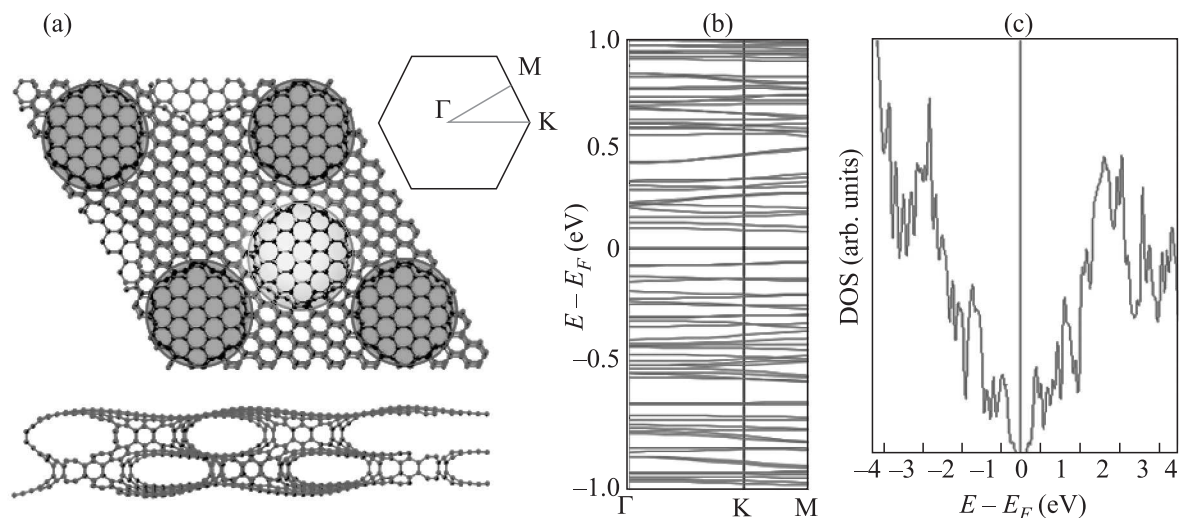 (a)
M
Γ
K
(b)
1.0
0.5
0
–0.5
–1.0
E – E_F (eV)
Γ K M
(c)
DOS (arb. units)
–4 –3 –2 –1 0 1 2 3 4
E – E_F (eV)